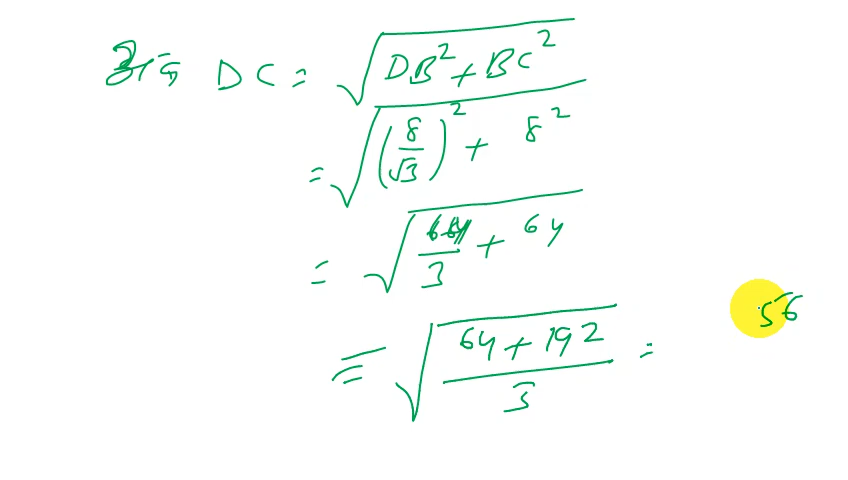 DC = √(DB² + BC²)
= √((8/√3)² + 8²)
= √(64/3 + 64)
= √((64 + 192)/3) =
56